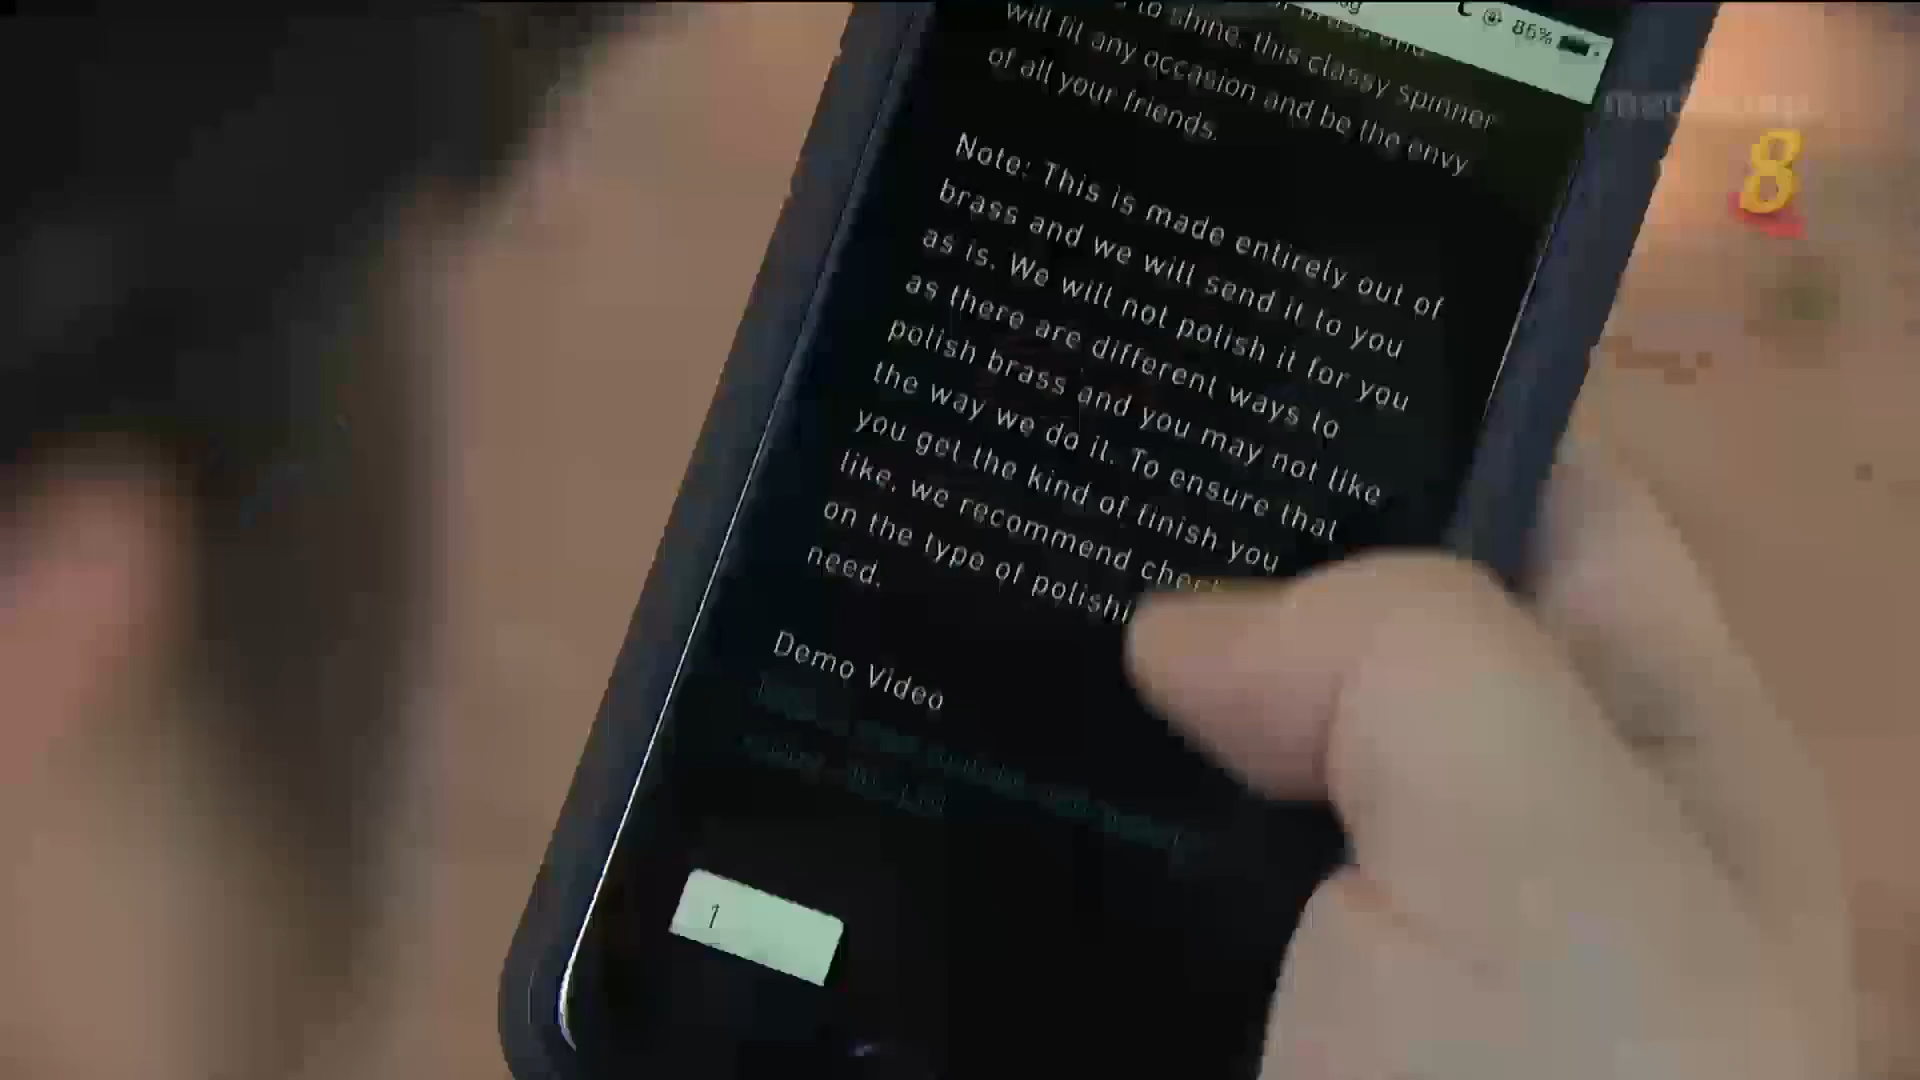 86%
to shine. this classy spinner
will fit any occasion and be the envy
of all your friends.
Note: This is made entirely out of
brass and we will send it to you
as is. We will not polish it for you
as there are different ways to
polish brass and you may not like
the way we do it. To ensure that
you get the kind of finish you
like. we recommend
on the type of
need.
Demo Video
1
8